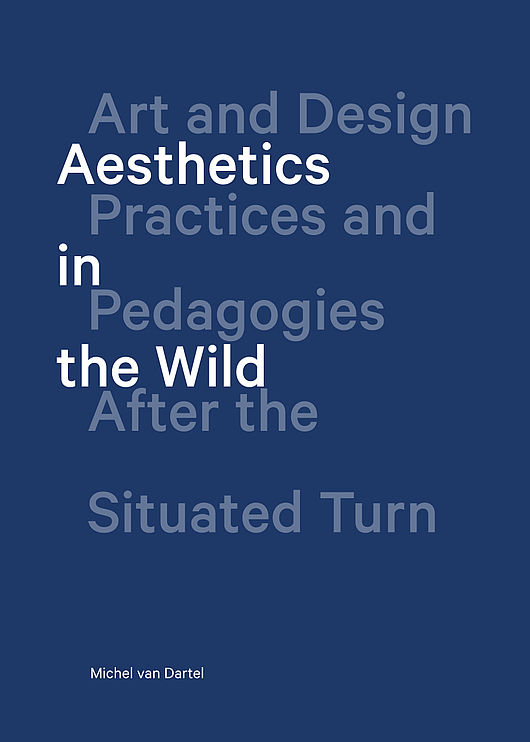 Art and Design
Aesthetics
Practices and
in
Pedagogies
the Wild
After the
Situated Turn
Michel van Dartel